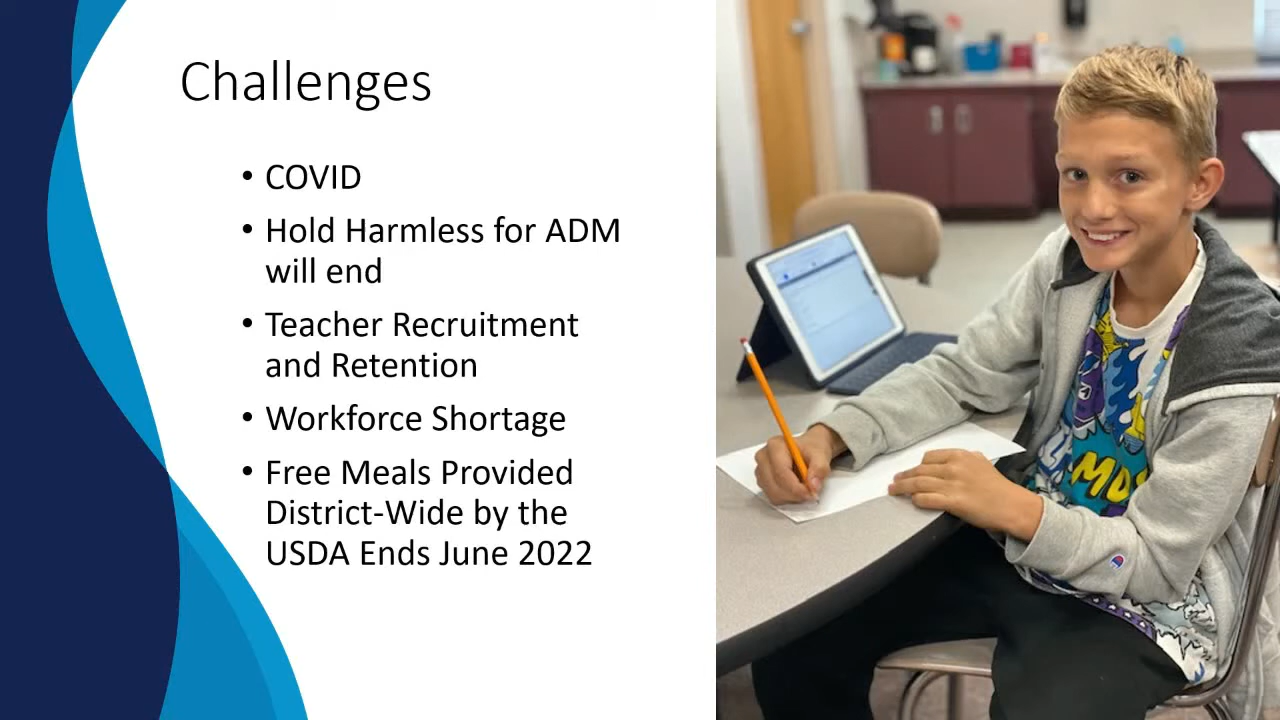 Challenges
• COVID
• Hold Harmless for ADM
will end
• Teacher Recruitment
and Retention
• Workforce Shortage
• Free Meals Provided
District-Wide by the
USDA Ends June 2022